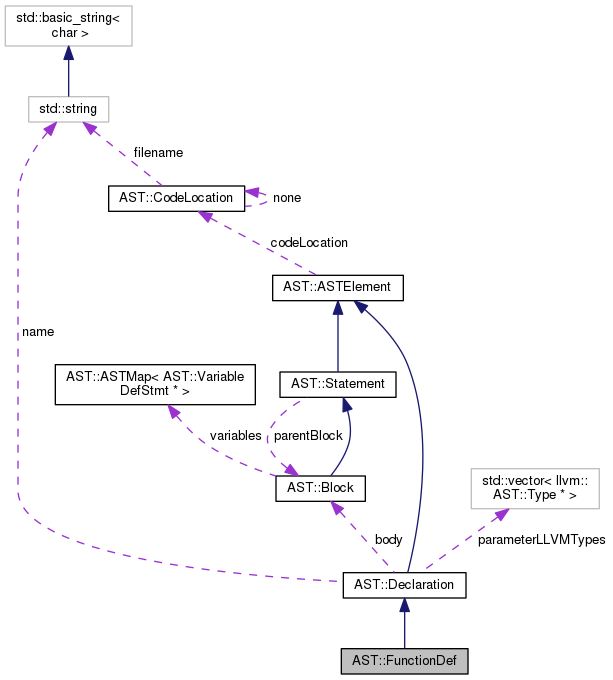 std::basic_string<
char >
std::string
filename
AST::CodeLocation
none
codeLocation
AST::ASTElement
name
AST::ASTMap< AST::Variable
DefStmt * >
AST::Statement
variables
parentBlock
AST::Block
std::vector< llvm::
AST::Type * >
body
parameterLLVMTypes
AST::Declaration
AST::FunctionDef